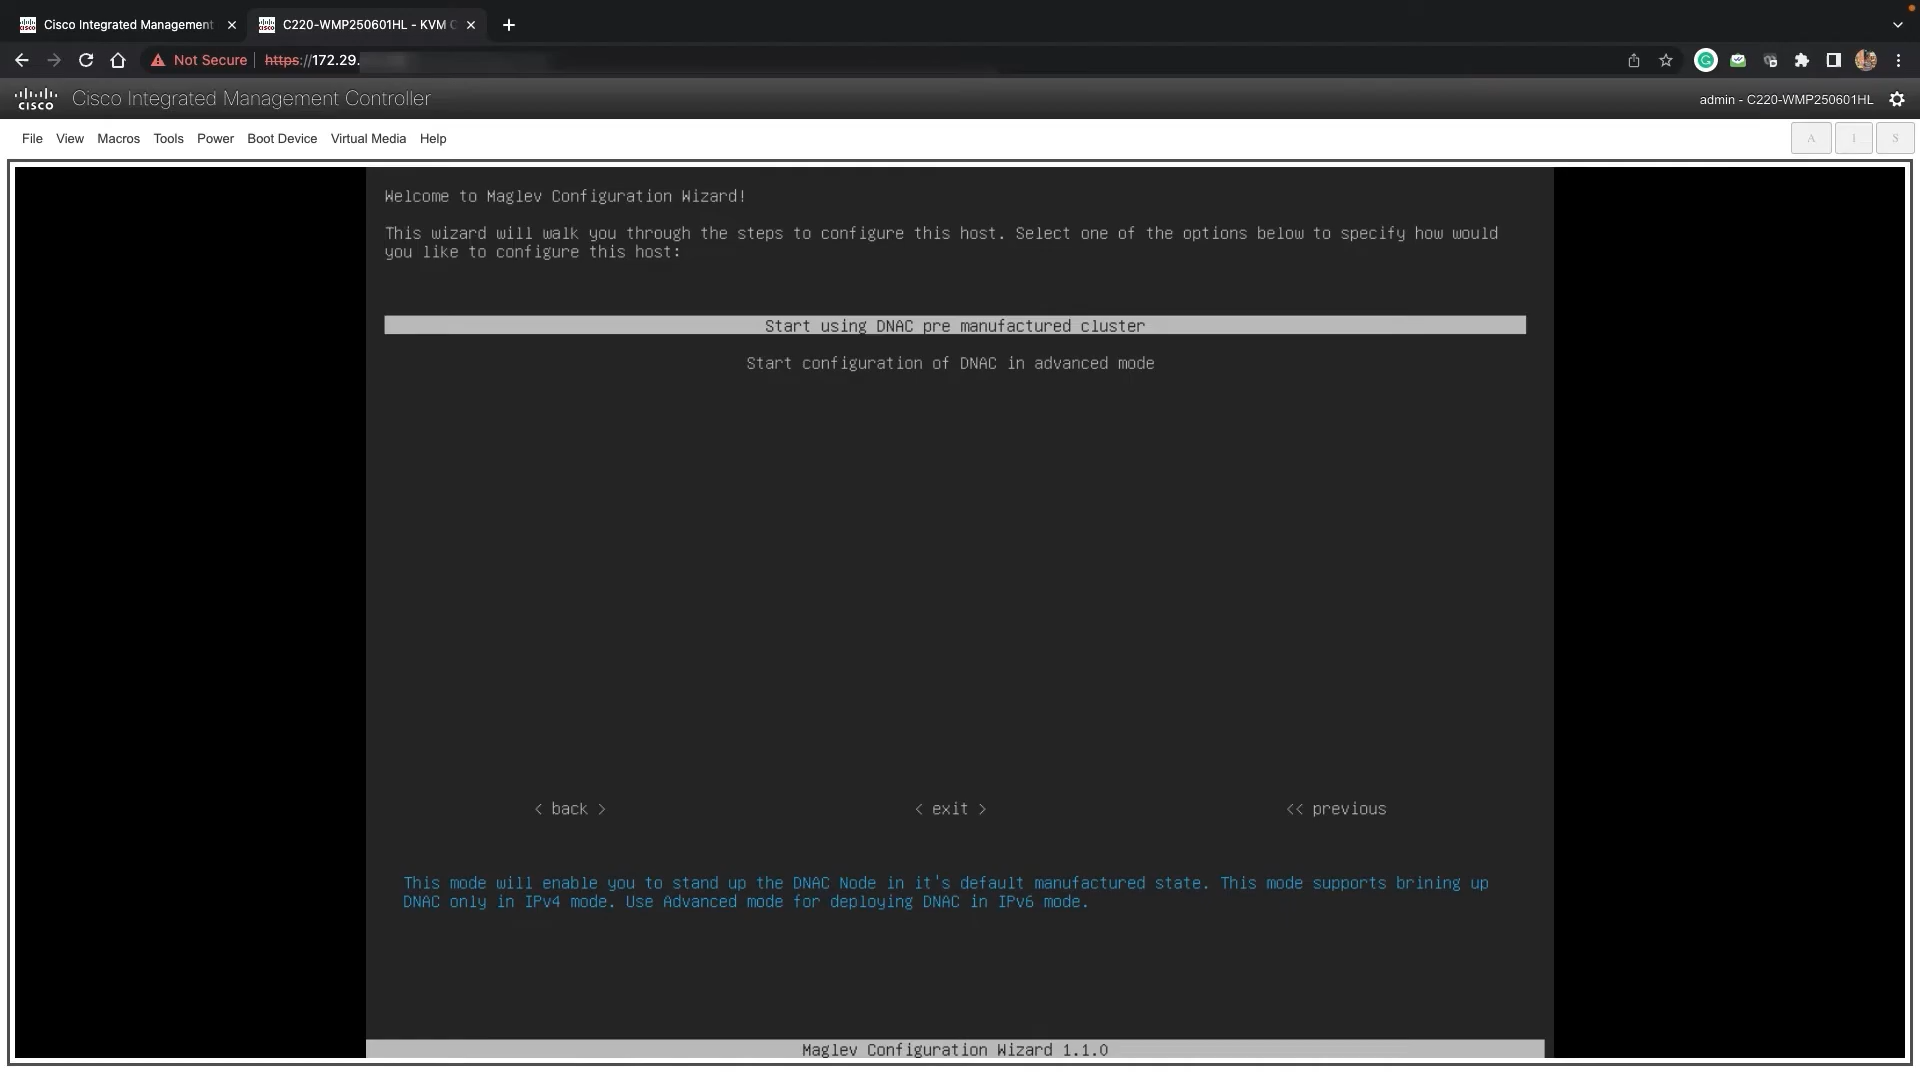 Cisco Integrated Management
C220-WMP250601HL - KVM C
Not Secure
https://172.29.
CISCO
Cisco Integrated Management Controller
admin - C220-WMP250601HL
File View Macros Tools Power Boot Device Virtual Media Help
A I S
Welcome to Maglev Configuration Wizard!
This wizard will walk you through the steps to configure this host. Select one of the options below to specify how would
you like to configure this host:
Start using DNAC pre manufactured cluster
Start configuration of DNAC in advanced mode
< back > < exit > << previous
This mode will enable you to stand up the DNAC Node in it's default manufactured state. This mode supports brining up
DNAC only in IPv4 mode. Use Advanced mode for deploying DNAC in IPv6 mode.
Maglev Configuration Wizard 1.1.0